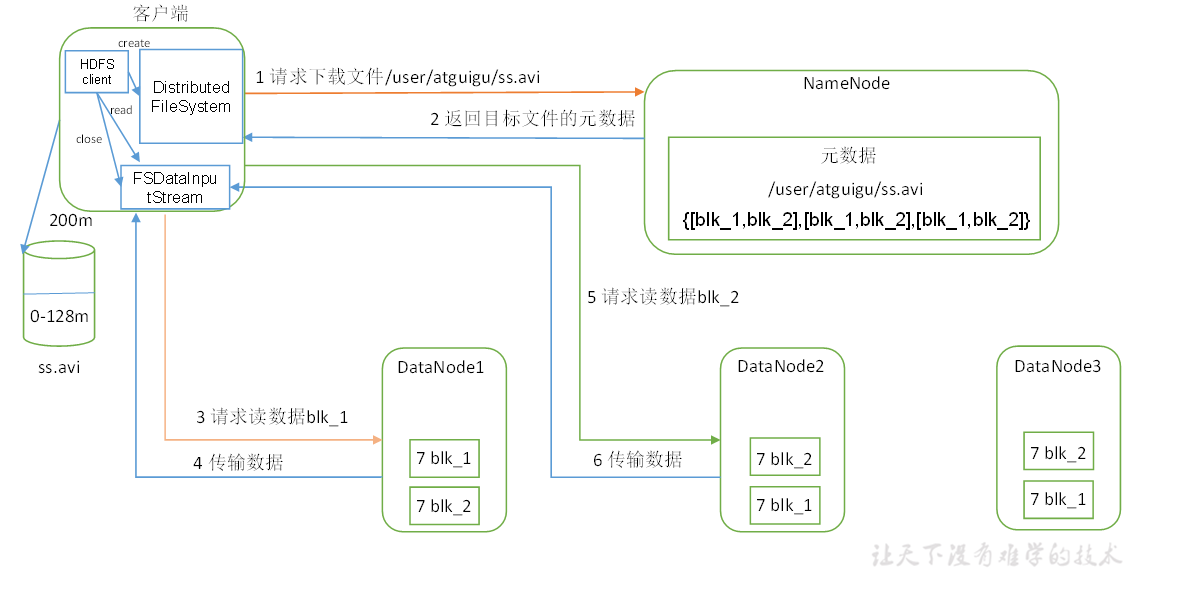 客户端
create
HDFS
client
Distributed
FileSystem
read
close
FSDataInpu
tStream
1 请求下载文件/user/atguigu/ss.avi
2 返回目标文件的元数据
NameNode
元数据
/user/atguigu/ss.avi
{[blk_1,blk_2],[blk_1,blk_2],[blk_1,blk_2]}
200m
0-128m
ss.avi
5 请求读数据blk_2
3 请求读数据blk_1
4 传输数据
6 传输数据
DataNode1
7 blk_1
7 blk_2
DataNode2
7 blk_2
7 blk_1
DataNode3
7 blk_2
7 blk_1
让天下没有难学的技术